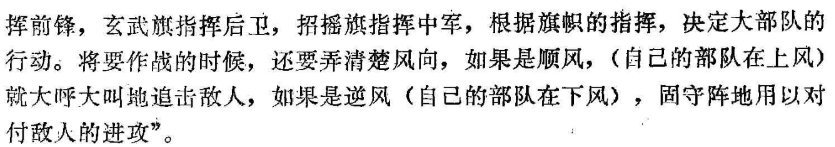 挥前锋，玄武旗指挥后卫，招摇旗指挥中军，根据旗帜的指挥，决定大部队的
行动。将要作战的时候，还要弄清楚风向，如果是顺风，（自己的部队在上风）
就大呼大叫地追击敌人，如果是逆风（自己的部队在下风），固守阵地用以对
付敌人的进攻”。